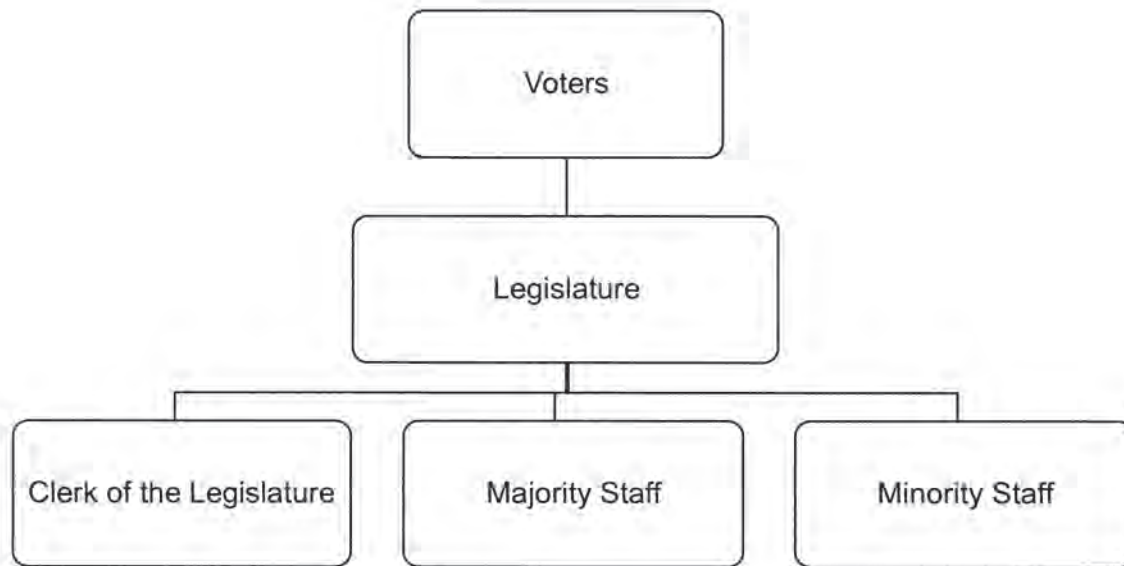 Voters
Legislature
Clerk of the Legislature
Majority Staff
Minority Staff